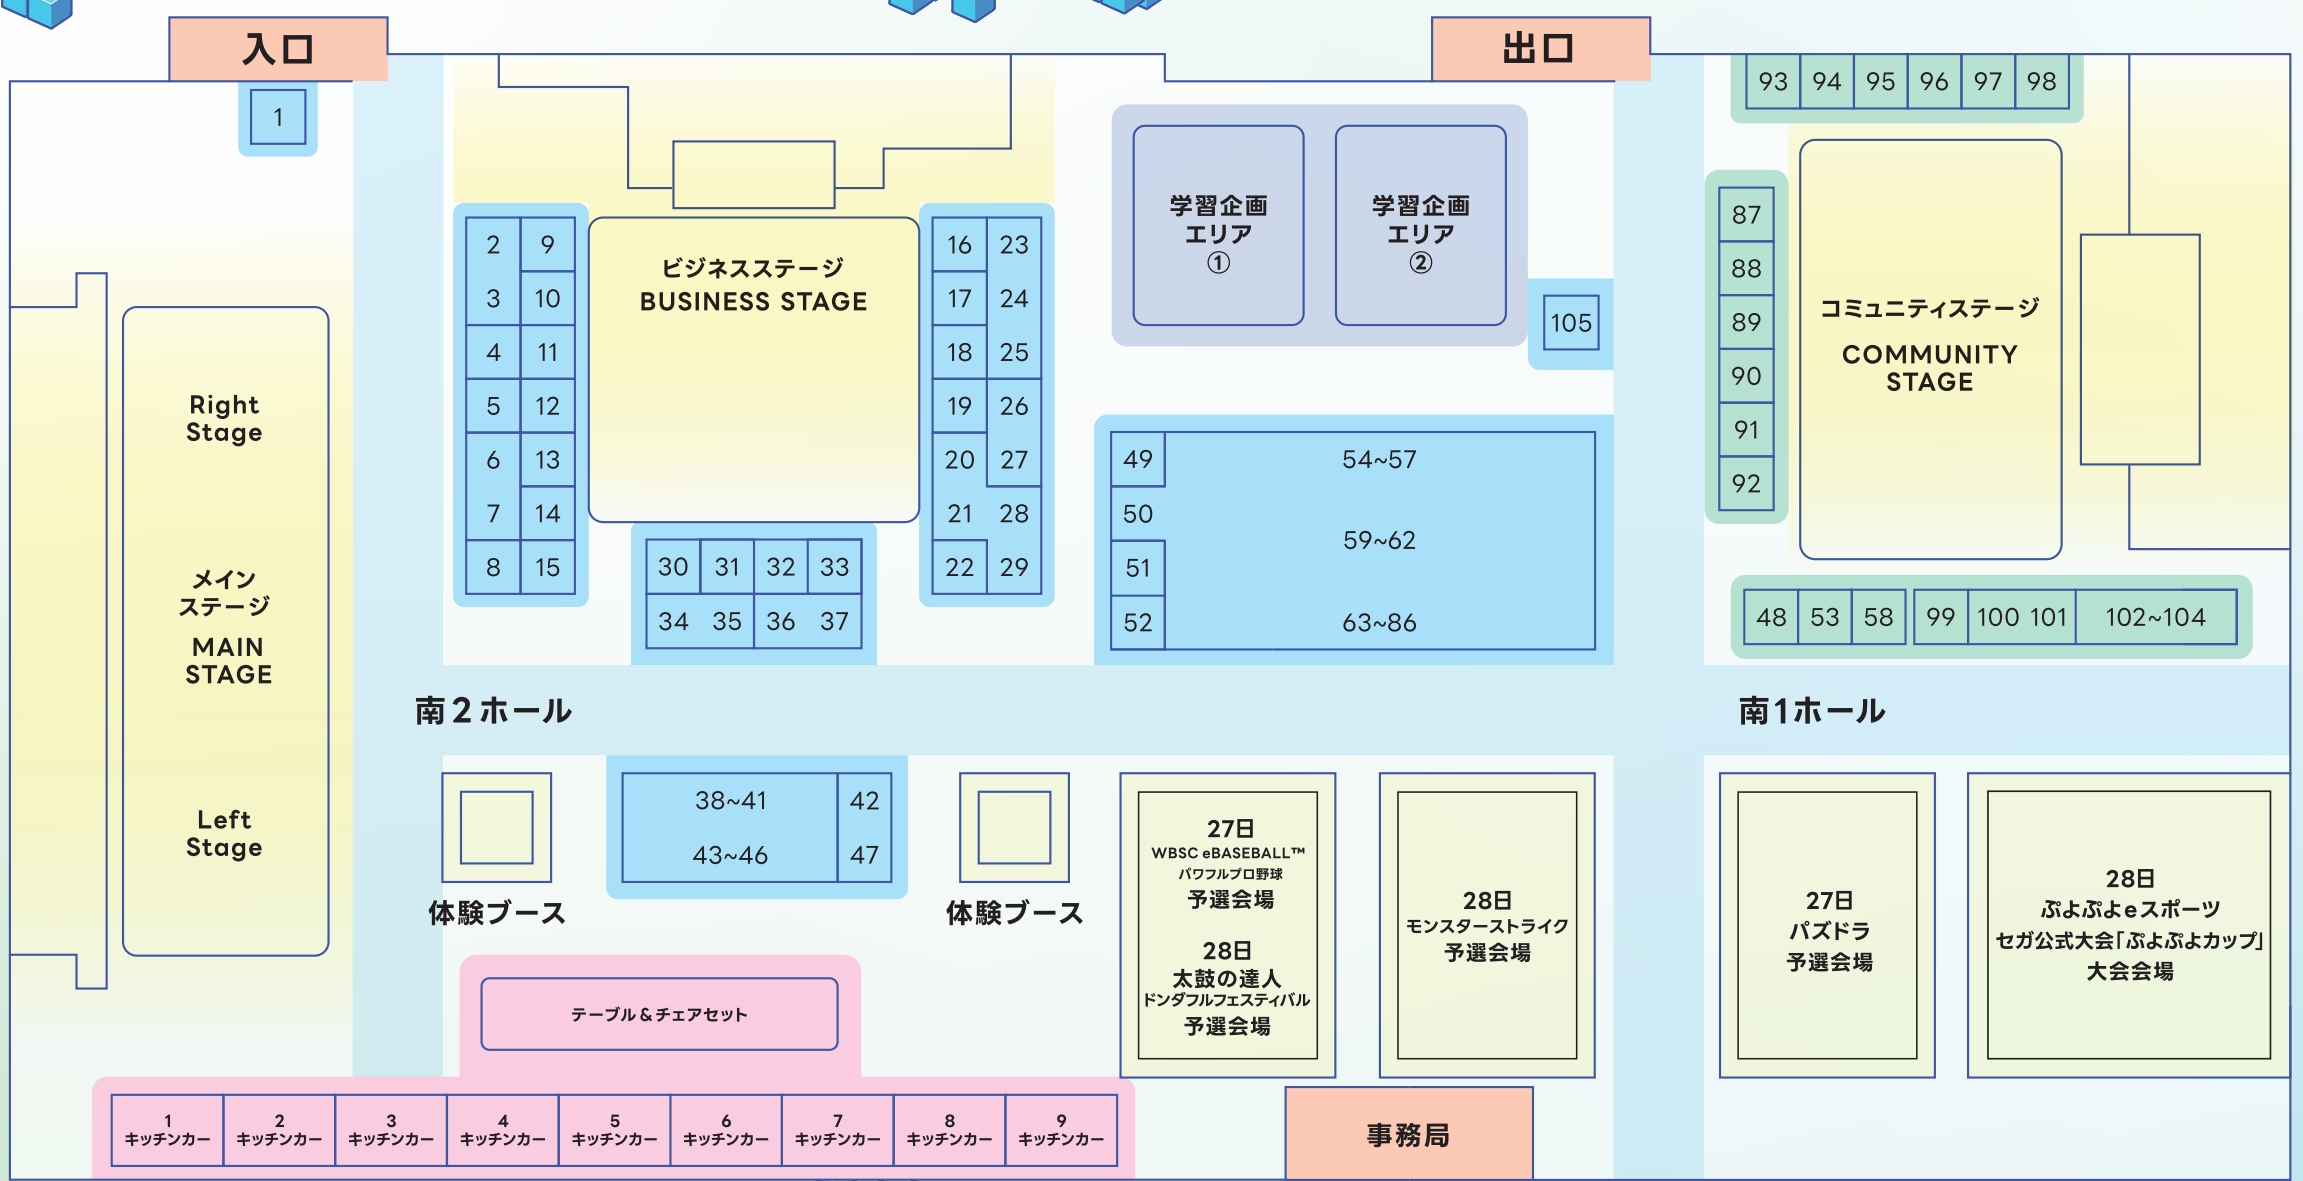 入口
出口
1
93 94 95 96 97 98
学習企画
エリア
①
学習企画
エリア
②
105
2 9
3 10
4 11
5 12
6 13
7 14
8 15
ビジネスステージ
BUSINESS STAGE
16 23
17 24
18 25
19 26
20 27
21 28
22 29
30 31 32 33
34 35 36 37
Right
Stage
メイン
ステージ
MAIN
STAGE
Left
Stage
49
50
51
52
54~57
59~62
63~86
87
88
89
90
91
92
コミュニティステージ
COMMUNITY
STAGE
48 53 58 99 100 101 102~104
南2ホール
南1ホール
体験ブース
38~41 42
43~46 47
体験ブース
27日
WBSC eBASEBALL™
パワフルプロ野球
予選会場
28日
太鼓の達人
ドンダフルフェスティバル
予選会場
28日
モンスターストライク
予選会場
27日
パズドラ
予選会場
28日
ぷよぷよeスポーツ
セガ公式大会「ぷよぷよカップ」
大会会場
テーブル&チェアセット
1
キッチンカー
2
キッチンカー
3
キッチンカー
4
キッチンカー
5
キッチンカー
6
キッチンカー
7
キッチンカー
8
キッチンカー
9
キッチンカー
事務局